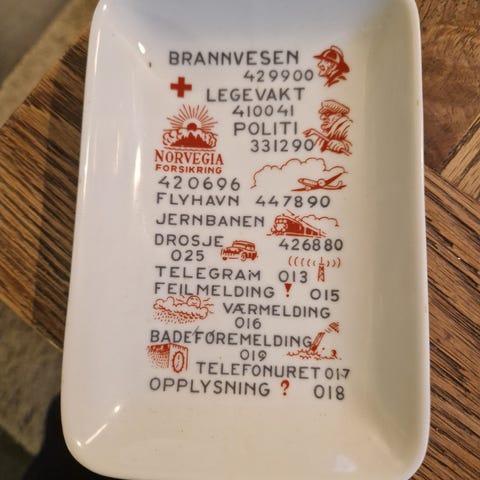 BRANNVESEN
429900
LEGEVAKT
410041
POLITI
331290
NORVEGIA
FORSIKRING
420696
FLYHAVN 447890
JERNBANEN
426880
DROSJE
025
TELEGRAM 013
FEILMELDING ! 015
VÆRMELDING
016
BADEFØREMELDING
019
TELEFONURET 017
OPPLYSNING ? 018